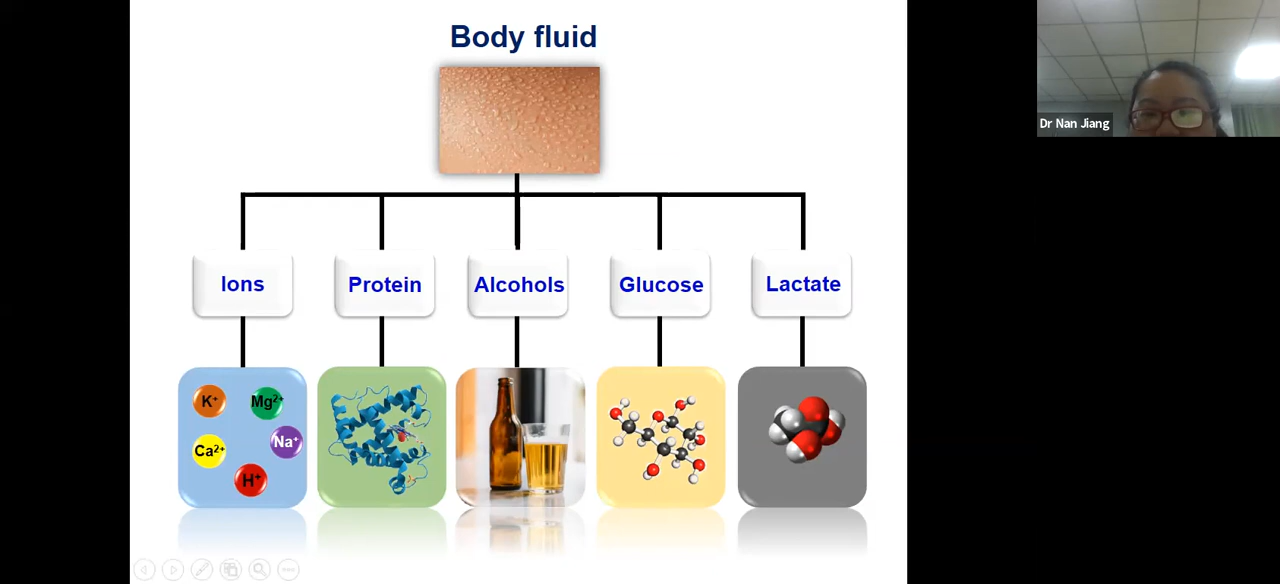 Body fluid
Dr Nan Jiang
Ions
Protein
Alcohols
Glucose
Lactate
K⁺
Mg²⁺
Ca²⁺
Na⁺
H⁺